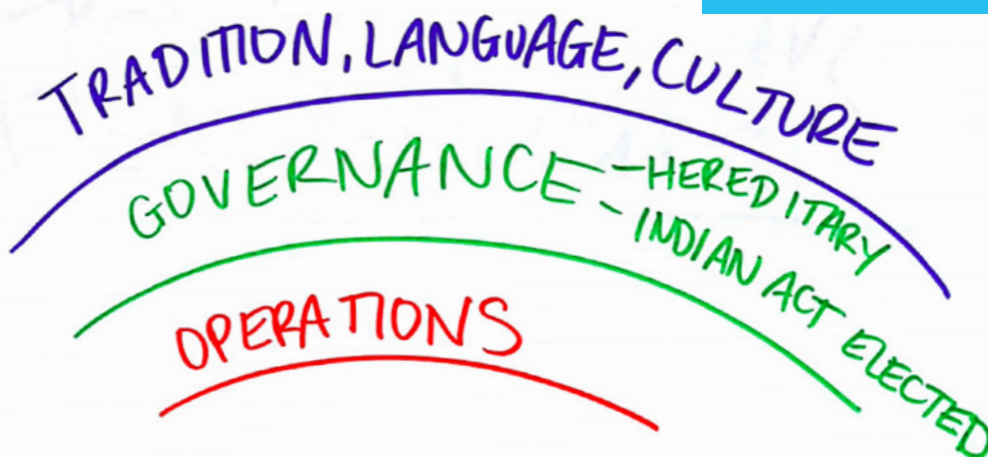 TRADITION, LANGUAGE, CULTURE
GOVERNANCE - HEREDITARY
- INDIAN ACT ELECTED
OPERATIONS